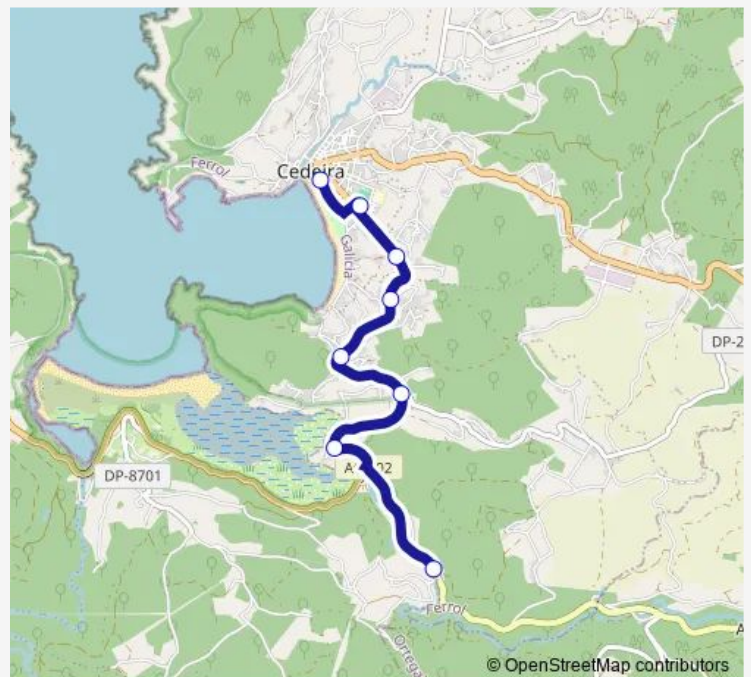 Ferrol
Cedeira
Galicia
DP-2
DP-8701
Ferrol
A
Ortega
© OpenStreetMap contributors